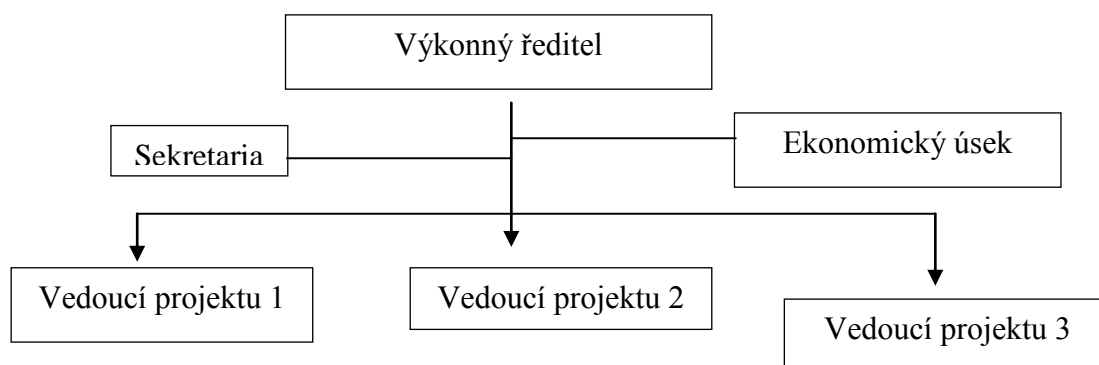 Výkonný ředitel
Sekretaria
Ekonomický úsek
Vedoucí projektu 1
Vedoucí projektu 2
Vedoucí projektu 3